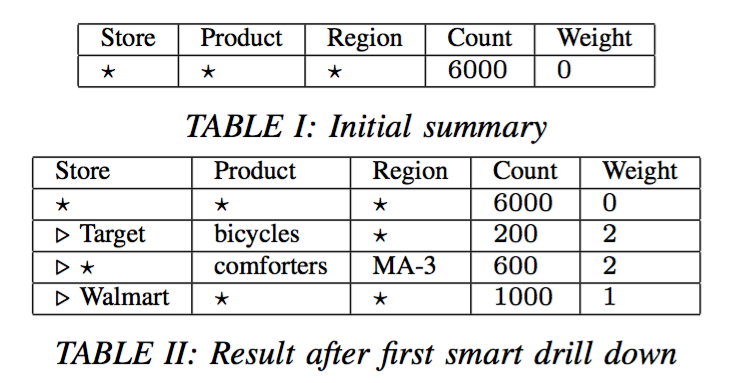 Store Product Region Count Weight
⋆ ⋆ ⋆ 6000 0
TABLE I: Initial summary
Store Product Region Count Weight
⋆ ⋆ ⋆ 6000 0
▷ Target bicycles ⋆ 200 2
▷ ⋆ comforters MA-3 600 2
▷ Walmart ⋆ ⋆ 1000 1
TABLE II: Result after first smart drill down